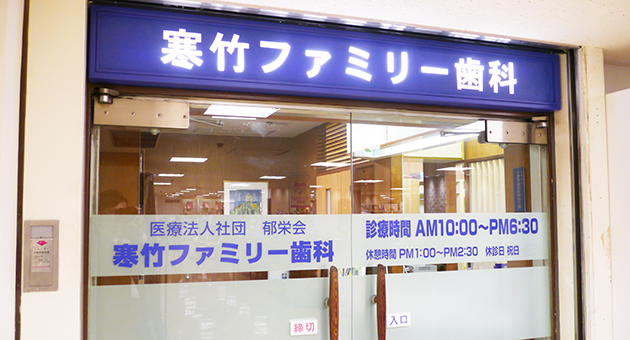 寒竹ファミリー歯科
医療法人社団 郁栄会
寒竹ファミリー歯科
診療時間 AM10:00～PM6:30
休憩時間 PM1:00～PM2:30 休診日 祝日
締切
入口